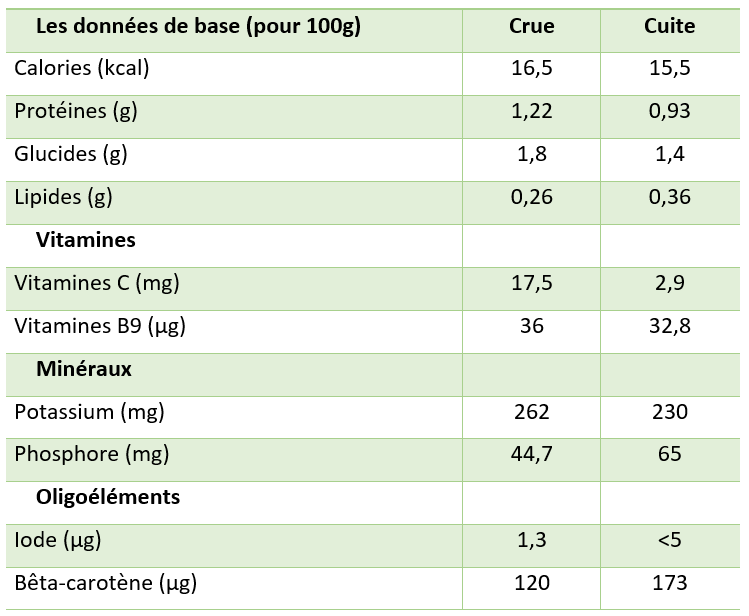 Les données de base (pour 100g) Crue Cuite
Calories (kcal) 16,5 15,5
Protéines (g) 1,22 0,93
Glucides (g) 1,8 1,4
Lipides (g) 0,26 0,36
Vitamines
Vitamines C (mg) 17,5 2,9
Vitamines B9 (µg) 36 32,8
Minéraux
Potassium (mg) 262 230
Phosphore (mg) 44,7 65
Oligoéléments
Iode (µg) 1,3 <5
Bêta-carotène (µg) 120 173